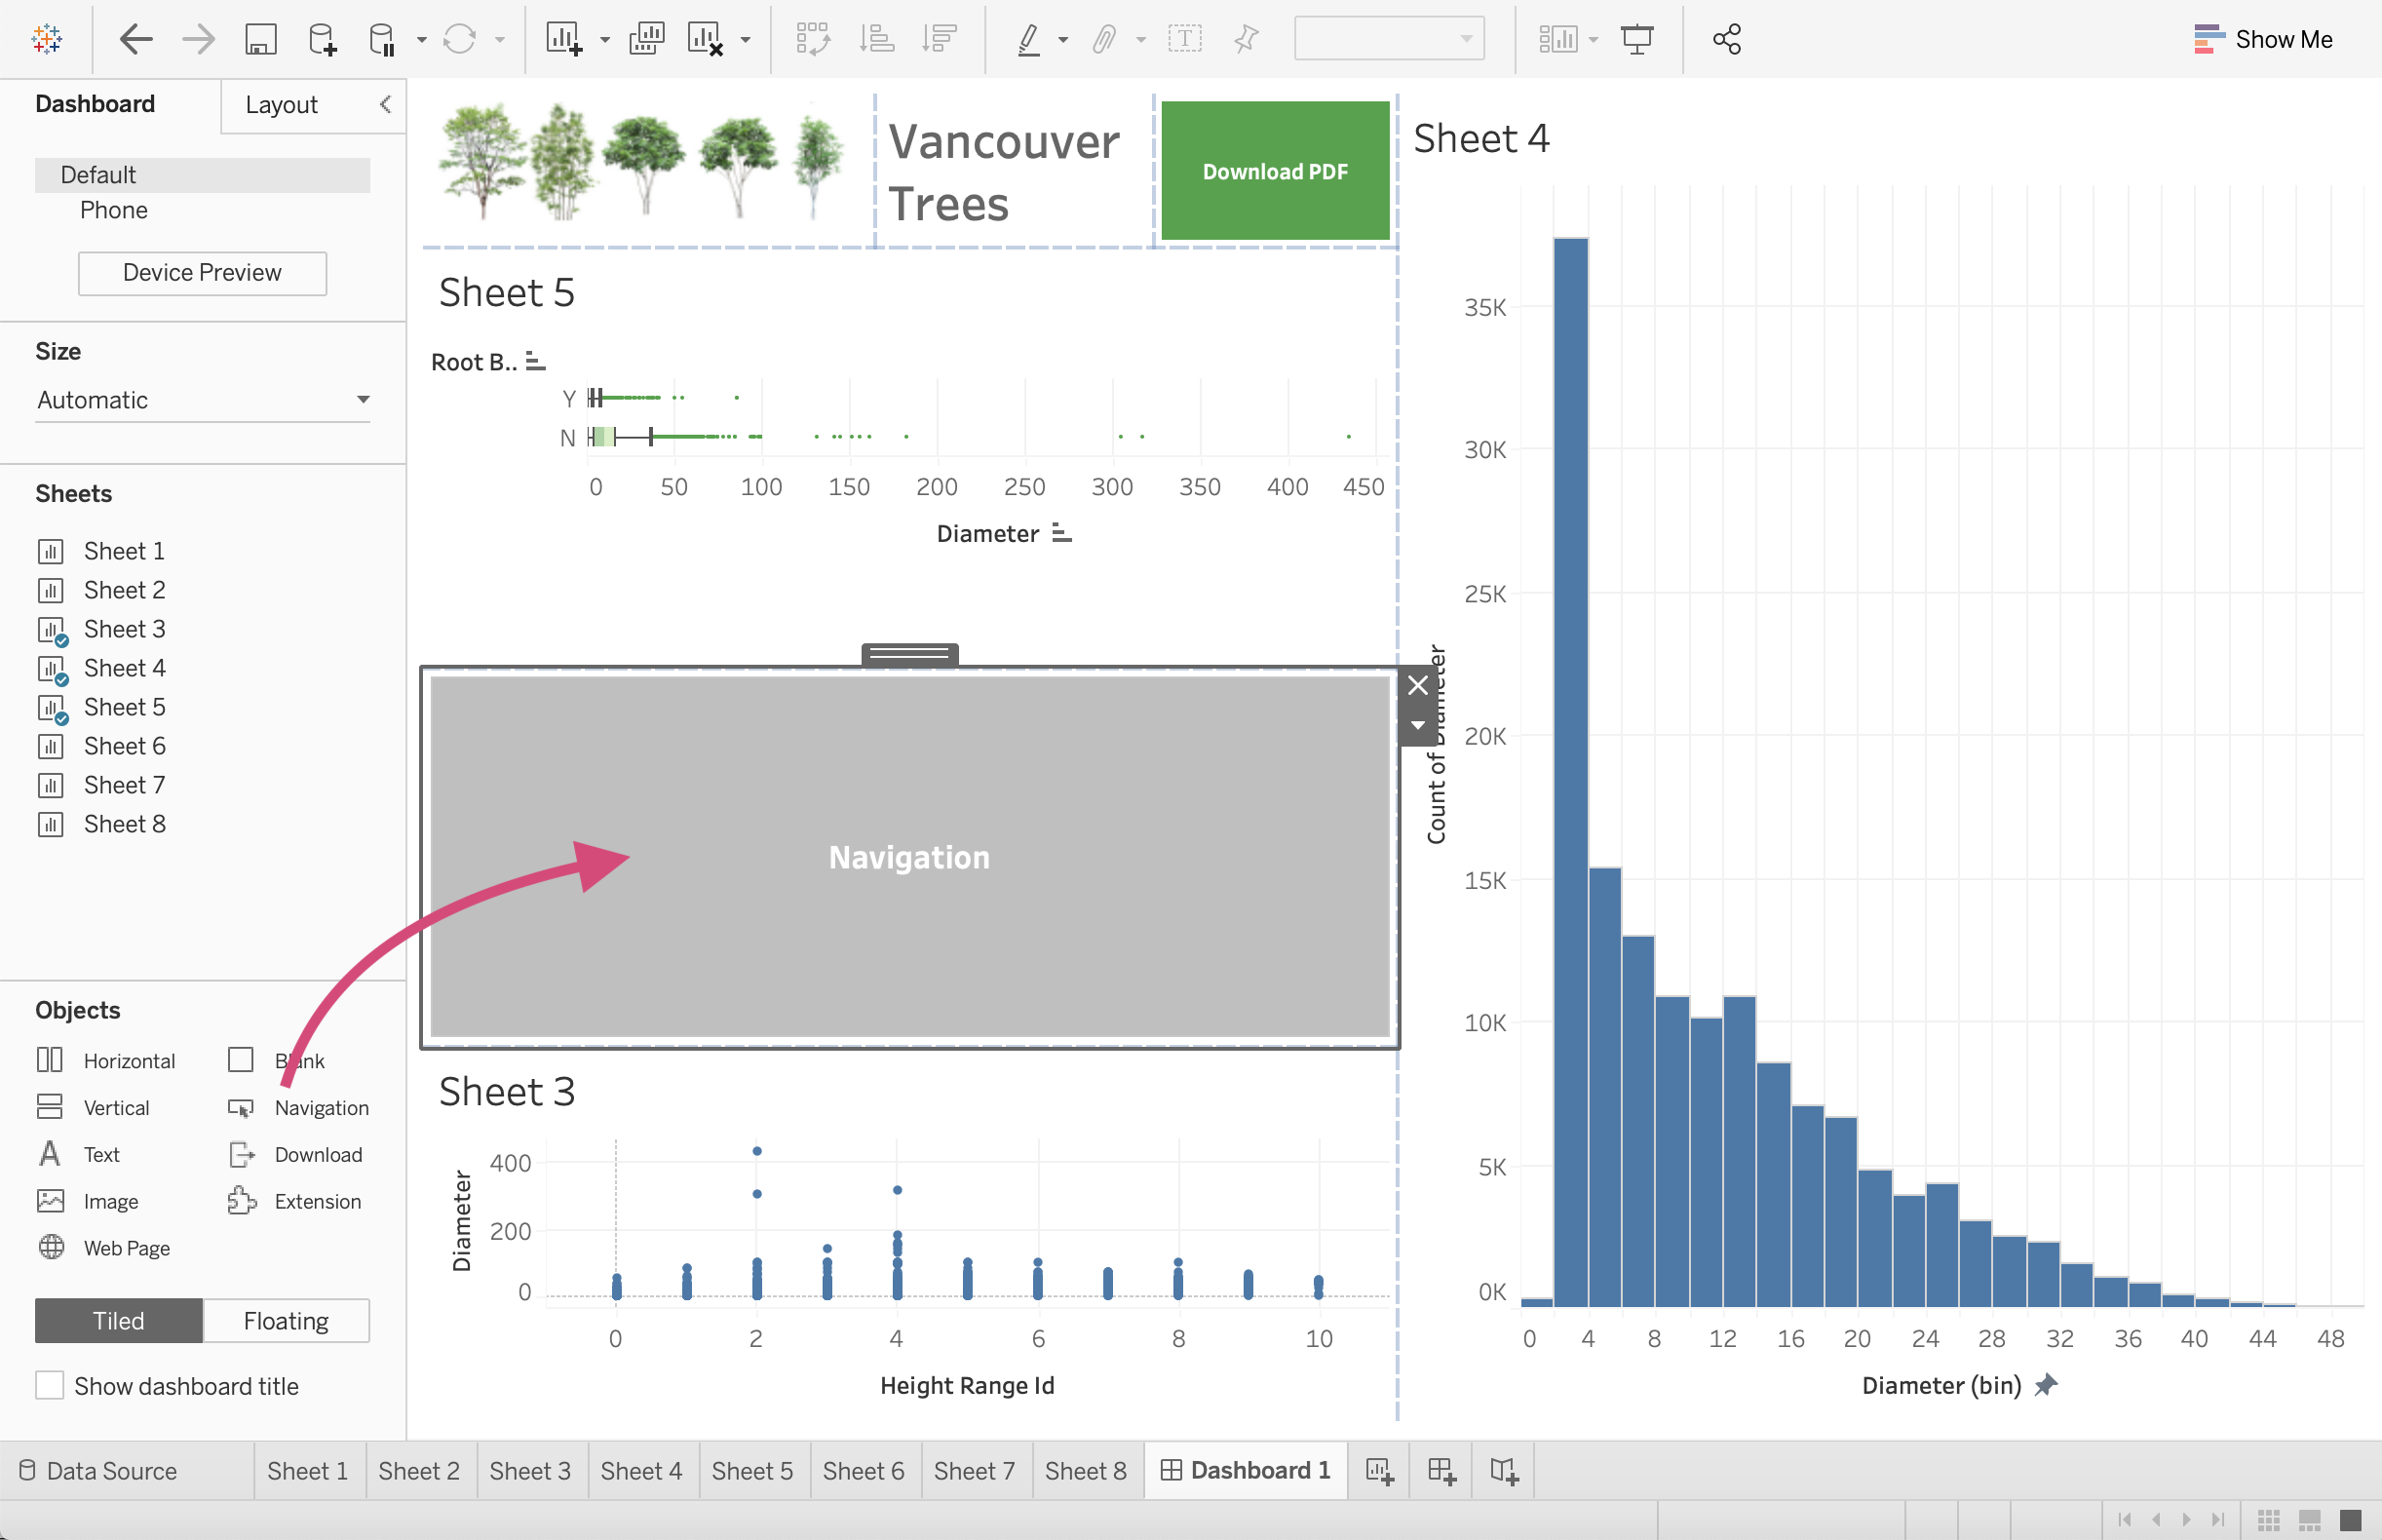 Show Me
Dashboard
Layout
Default
Phone
Device Preview
Size
Automatic
Sheets
Sheet 1
Sheet 2
Sheet 3
Sheet 4
Sheet 5
Sheet 6
Sheet 7
Sheet 8
Objects
Horizontal
Blank
Vertical
Navigation
Text
Download
Image
Extension
Web Page
Tiled
Floating
Show dashboard title
Vancouver
Trees
Download PDF
Sheet 5
Root B..
Y
N
0 50 100 150 200 250 300 350 400 450
Diameter
Navigation
Sheet 3
Diameter
400
200
0
0 2 4 6 8 10
Height Range Id
Sheet 4
Count of Diameter
35K
30K
25K
20K
15K
10K
5K
0K
0 4 8 12 16 20 24 28 32 36 40 44 48
Diameter (bin)
Data Source
Sheet 1
Sheet 2
Sheet 3
Sheet 4
Sheet 5
Sheet 6
Sheet 7
Sheet 8
Dashboard 1